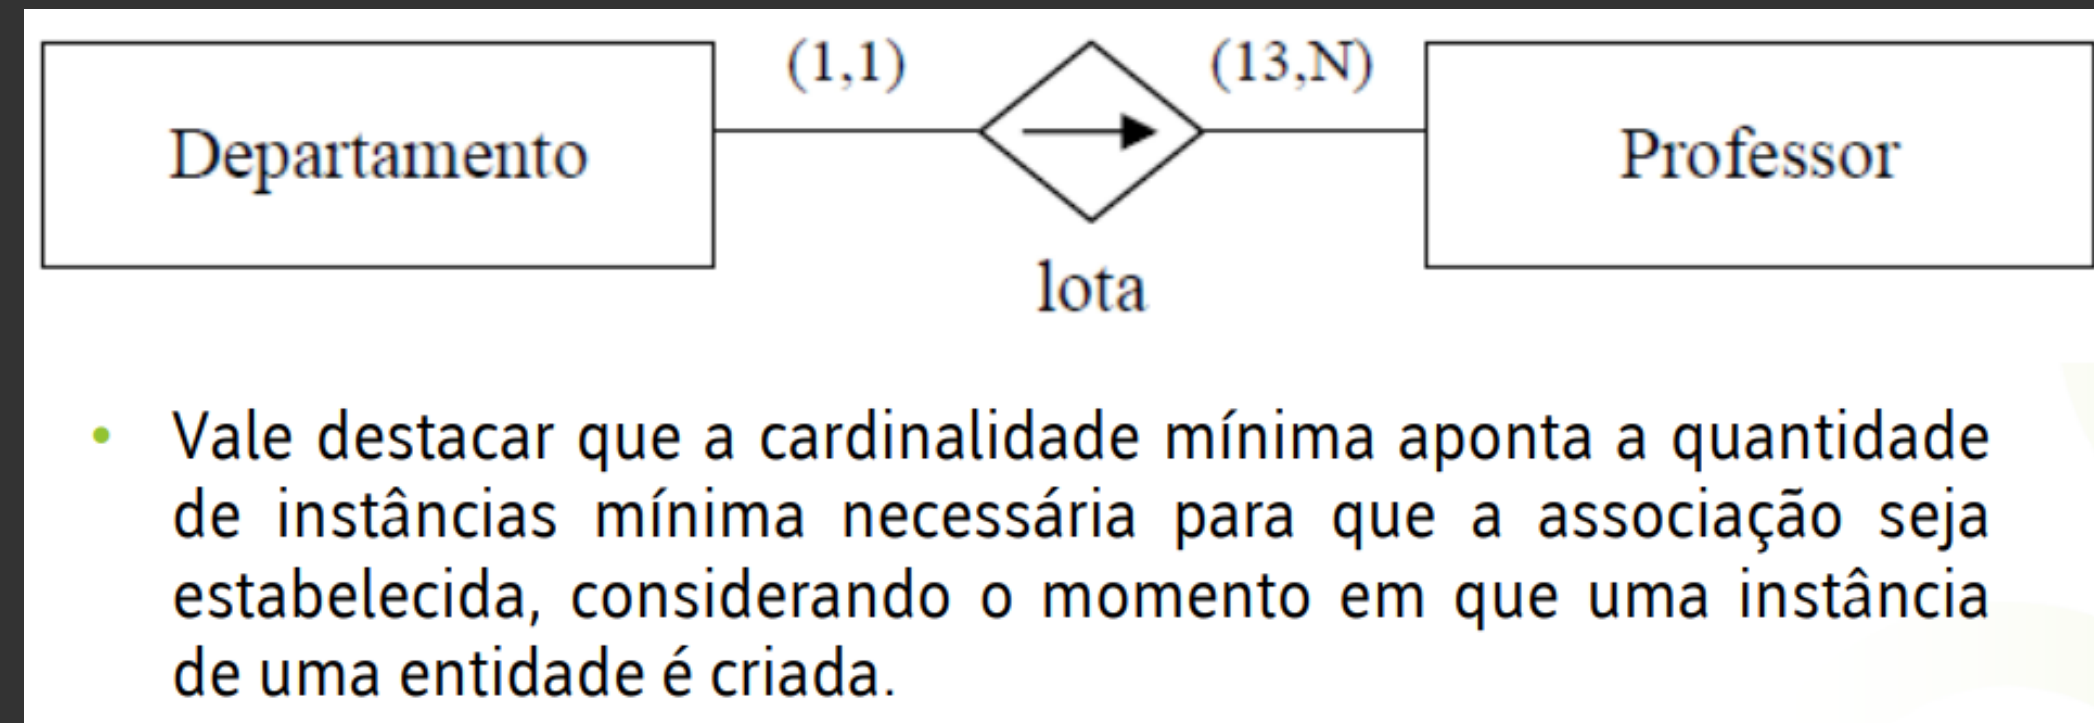 (1,1) (13,N)
Departamento Professor
lota
• Vale destacar que a cardinalidade mínima aponta a quantidade
de instâncias mínima necessária para que a associação seja
estabelecida, considerando o momento em que uma instância
de uma entidade é criada.